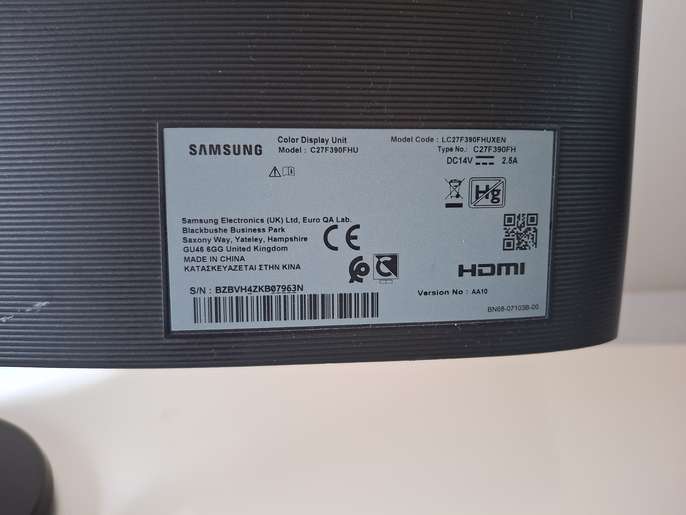 SAMSUNG
Color Display Unit
Model : C27F390FHU
Model Code : LC27F390FHUXEN
Type No.: C27F390FH
DC14V ⎓ 2.5A
Hg
Samsung Electronics (UK) Ltd, Euro QA Lab.
Blackbushe Business Park
Saxony Way, Yateley, Hampshire
GU46 6GG United Kingdom
MADE IN CHINA
ΚΑΤΑΣΚΕΥΑΖΕΤΑΙ ΣΤΗΝ ΚΙΝΑ
CE
HDMI
S/N : BZBVH4ZKB07963N
Version No : AA10
BN68-07103B-00